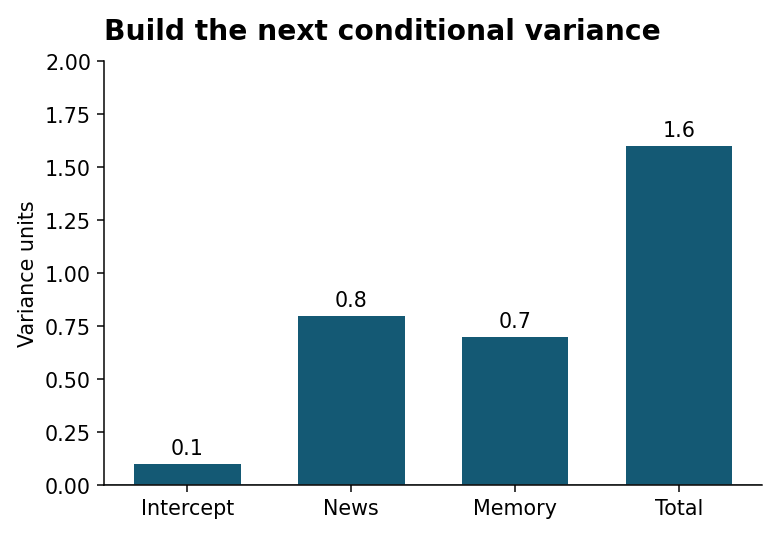 Build the next conditional variance
2.00
1.75
1.50
1.25
1.00
0.75
0.50
0.25
0.00
Variance units
0.1
0.8
0.7
1.6
Intercept
News
Memory
Total